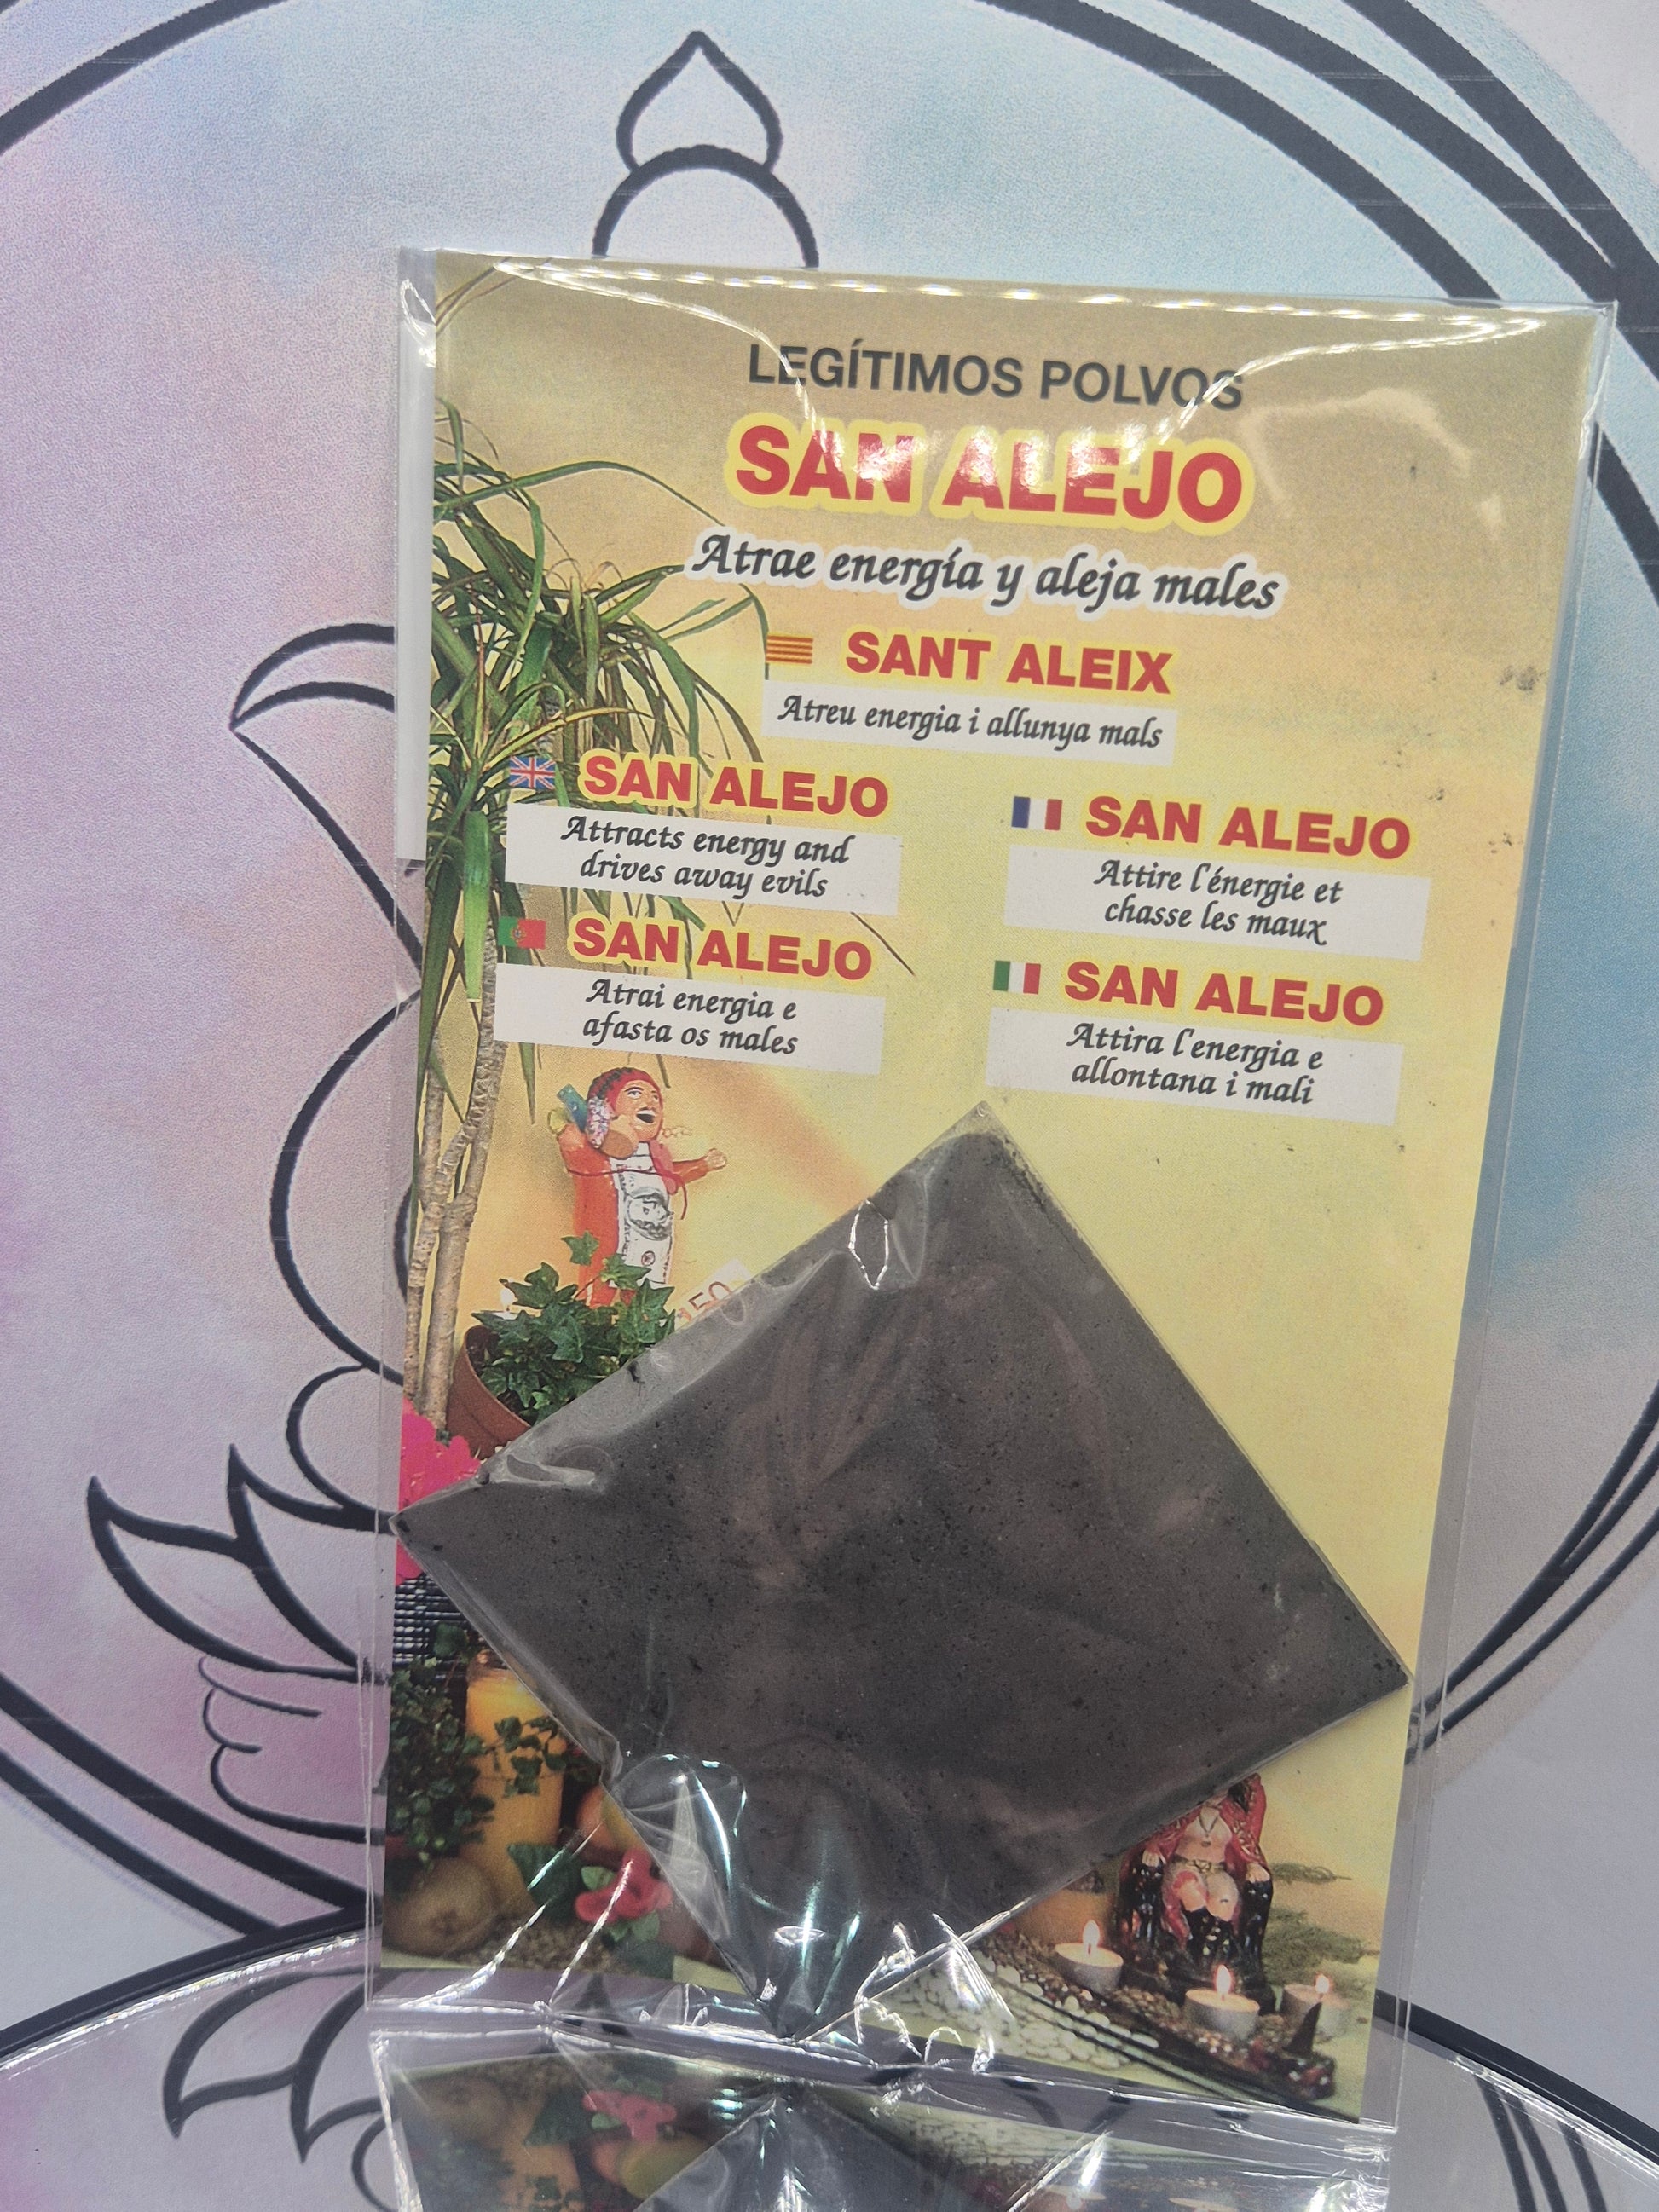 LEGÍTIMOS POLVOS
SAN ALEJO
Atrae energía y aleja males
SANT ALEIX
Atreu energia i allunya mals
SAN ALEJO
Attracts energy and
drives away evils
SAN ALEJO
Attire l'énergie et
chasse les maux
SAN ALEJO
Atrai energia e
afasta os males
SAN ALEJO
Attira l'energia e
allontana i mali
150